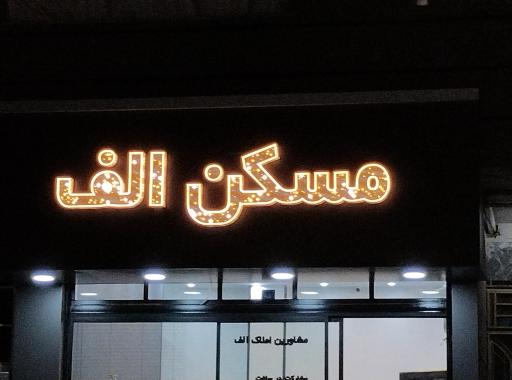 مسکن الف
مشاورین املاک الف